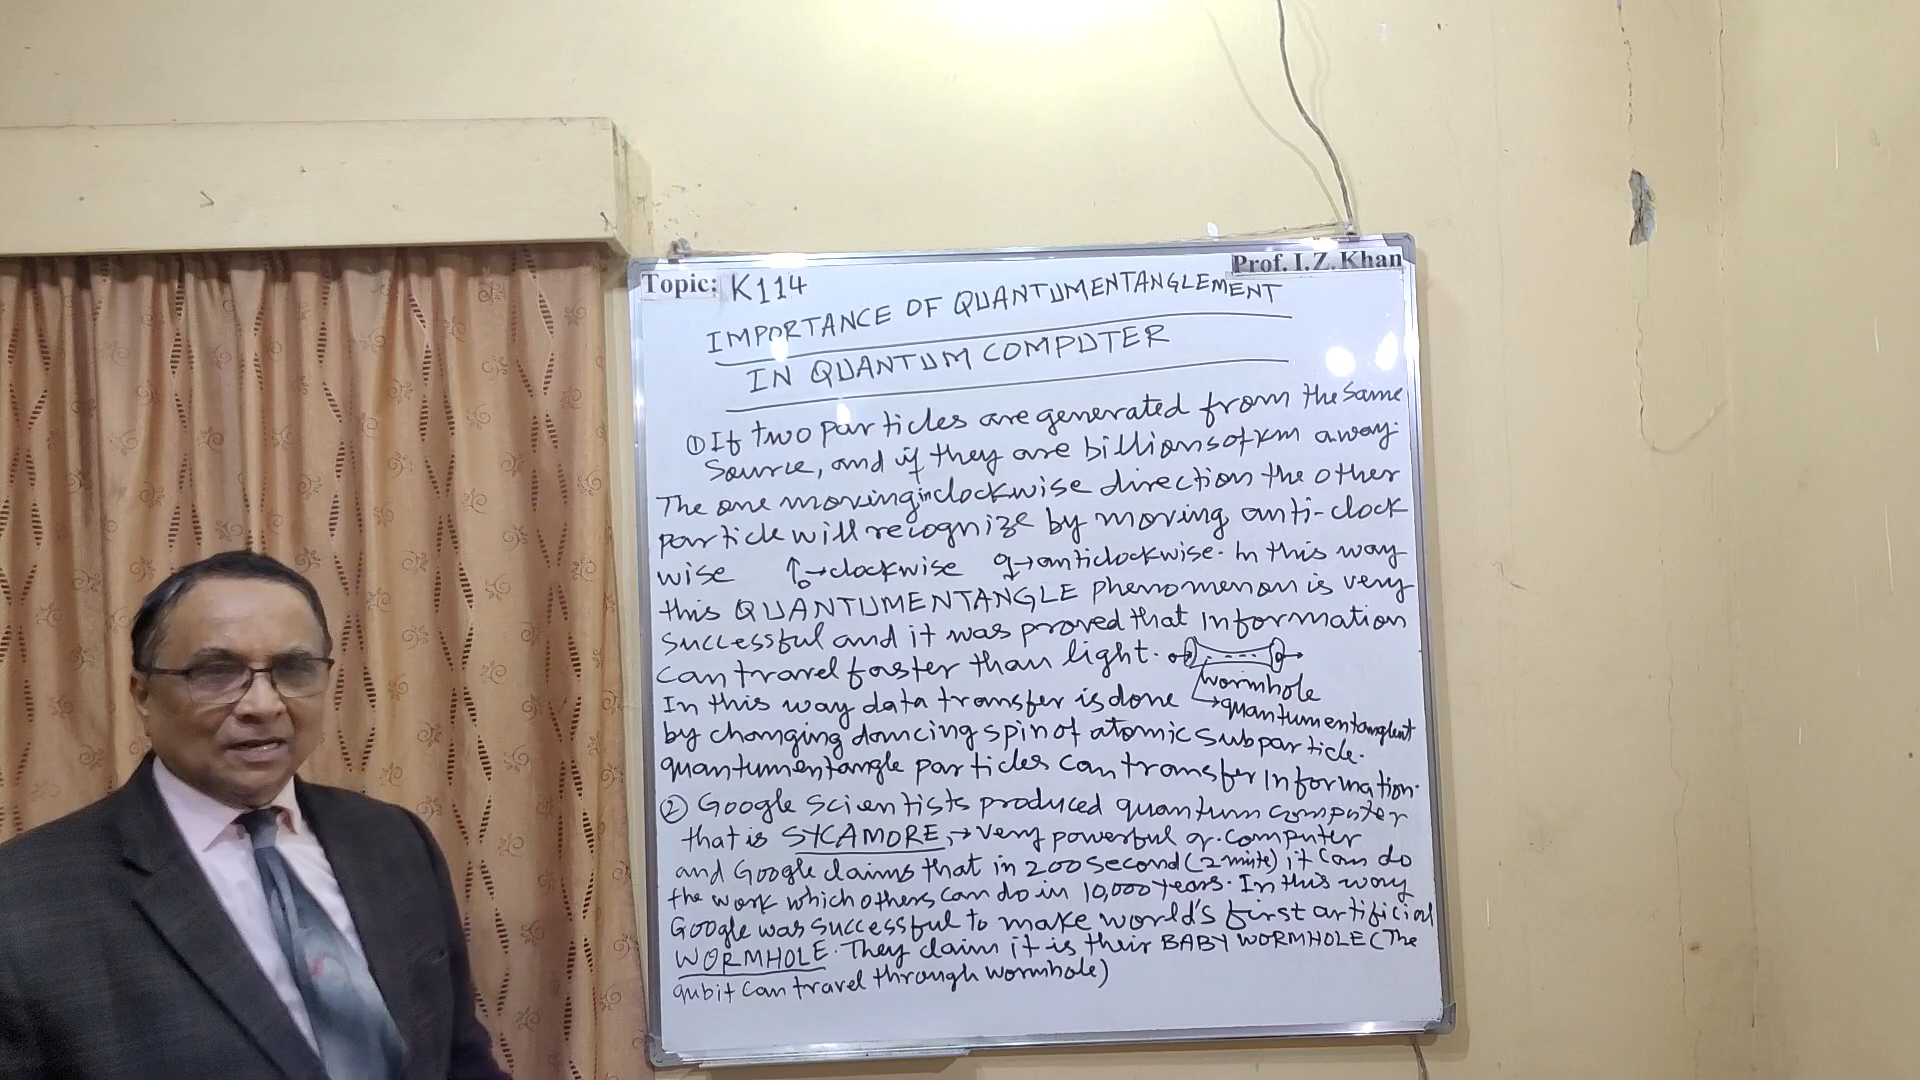 Topic: K114
Prof. I.Z. Khan
IMPORTANCE OF QUANTUMENTANGLEMENT
IN QUANTUM COMPUTER
① If two particles are generated from the same
Source, and if they are billions of km away.
The one moving in clockwise direction the other
particle will recognize by moving anti-clock
wise ↑→clockwise ↓→anticlockwise. In this way
this QUANTUMENTANGLE phenomenon is very
successful and it was proved that information
can travel faster than light.
wormhole
→quantumentanglent
In this way data transfer is done
by changing dancing spin of atomic subparticle.
quantumentangle particles can transfer information.
② Google scientists produced quantum computer
that is SYCAMORE, → very powerful q. computer
and Google claims that in 200 second (2 minte) it can do
the work which others can do in 10,000 years. In this way
Google was successful to make world's first artificial
WORMHOLE. They claim it is their BABY WORMHOLE (The
qubit can travel through wormhole)